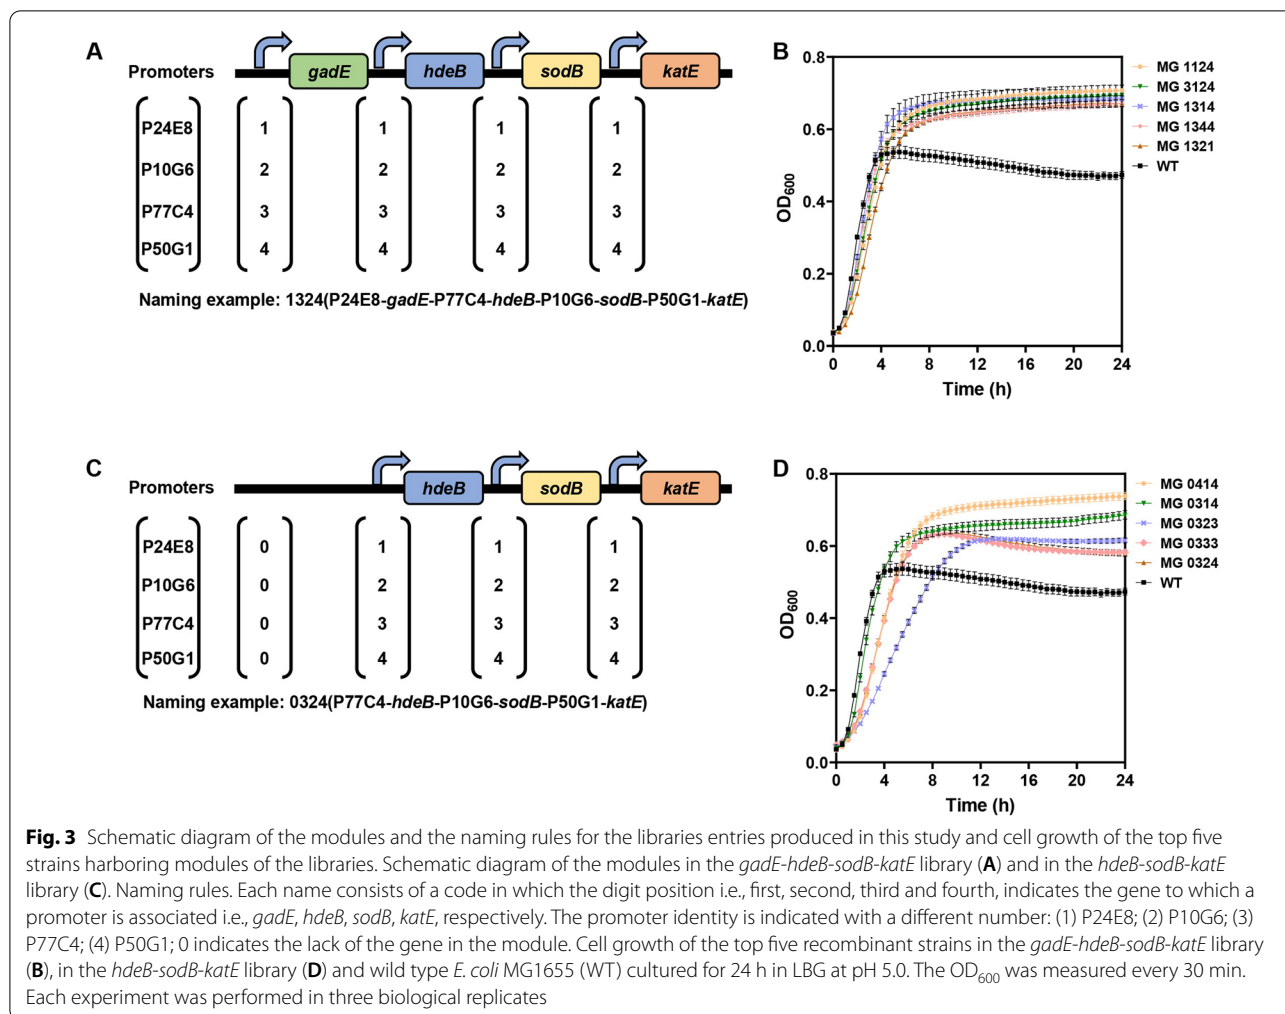 A
Promoters
gadE
hdeB
sodB
katE
P24E8 1 1 1 1
P10G6 2 2 2 2
P77C4 3 3 3 3
P50G1 4 4 4 4
Naming example: 1324(P24E8-gadE-P77C4-hdeB-P10G6-sodB-P50G1-katE)
B
0.8
0.6
0.4
0.2
0.0
OD600
0 4 8 12 16 20 24
Time (h)
MG 1124
MG 3124
MG 1314
MG 1344
MG 1321
WT
C
Promoters
hdeB
sodB
katE
P24E8 0 1 1 1
P10G6 0 2 2 2
P77C4 0 3 3 3
P50G1 0 4 4 4
Naming example: 0324(P77C4-hdeB-P10G6-sodB-P50G1-katE)
D
0.8
0.6
0.4
0.2
0.0
OD600
0 4 8 12 16 20 24
Time (h)
MG 0414
MG 0314
MG 0323
MG 0333
MG 0324
WT
Fig. 3 Schematic diagram of the modules and the naming rules for the libraries entries produced in this study and cell growth of the top five
strains harboring modules of the libraries. Schematic diagram of the modules in the gadE-hdeB-sodB-katE library (A) and in the hdeB-sodB-katE
library (C). Naming rules. Each name consists of a code in which the digit position i.e., first, second, third and fourth, indicates the gene to which a
promoter is associated i.e., gadE, hdeB, sodB, katE, respectively. The promoter identity is indicated with a different number: (1) P24E8; (2) P10G6; (3)
P77C4; (4) P50G1; 0 indicates the lack of the gene in the module. Cell growth of the top five recombinant strains in the gadE-hdeB-sodB-katE library
(B), in the hdeB-sodB-katE library (D) and wild type E. coli MG1655 (WT) cultured for 24 h in LBG at pH 5.0. The OD600 was measured every 30 min.
Each experiment was performed in three biological replicates